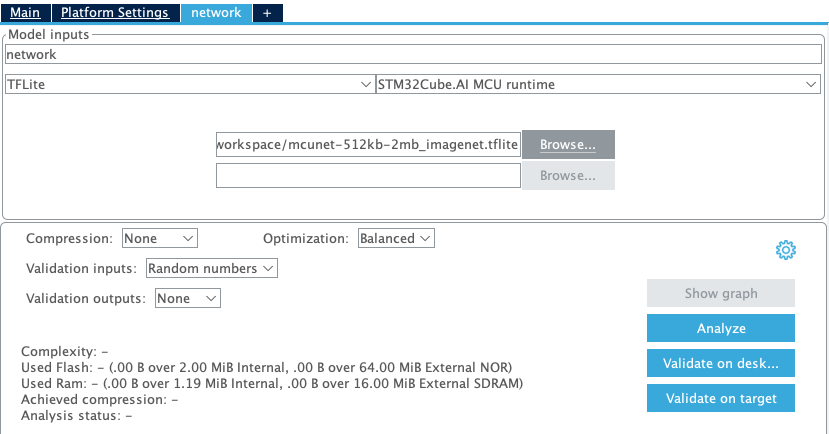 Main Platform Settings network +
Model inputs
network
TFLite STM32Cube.AI MCU runtime
workspace/mcunet-512kb-2mb_imagenet.tflite Browse...
Browse...
Compression: None Optimization: Balanced
Validation inputs: Random numbers
Validation outputs: None
Show graph
Analyze
Validate on desk...
Validate on target
Complexity: -
Used Flash: - (.00 B over 2.00 MiB Internal, .00 B over 64.00 MiB External NOR)
Used Ram: - (.00 B over 1.19 MiB Internal, .00 B over 16.00 MiB External SDRAM)
Achieved compression: -
Analysis status: -